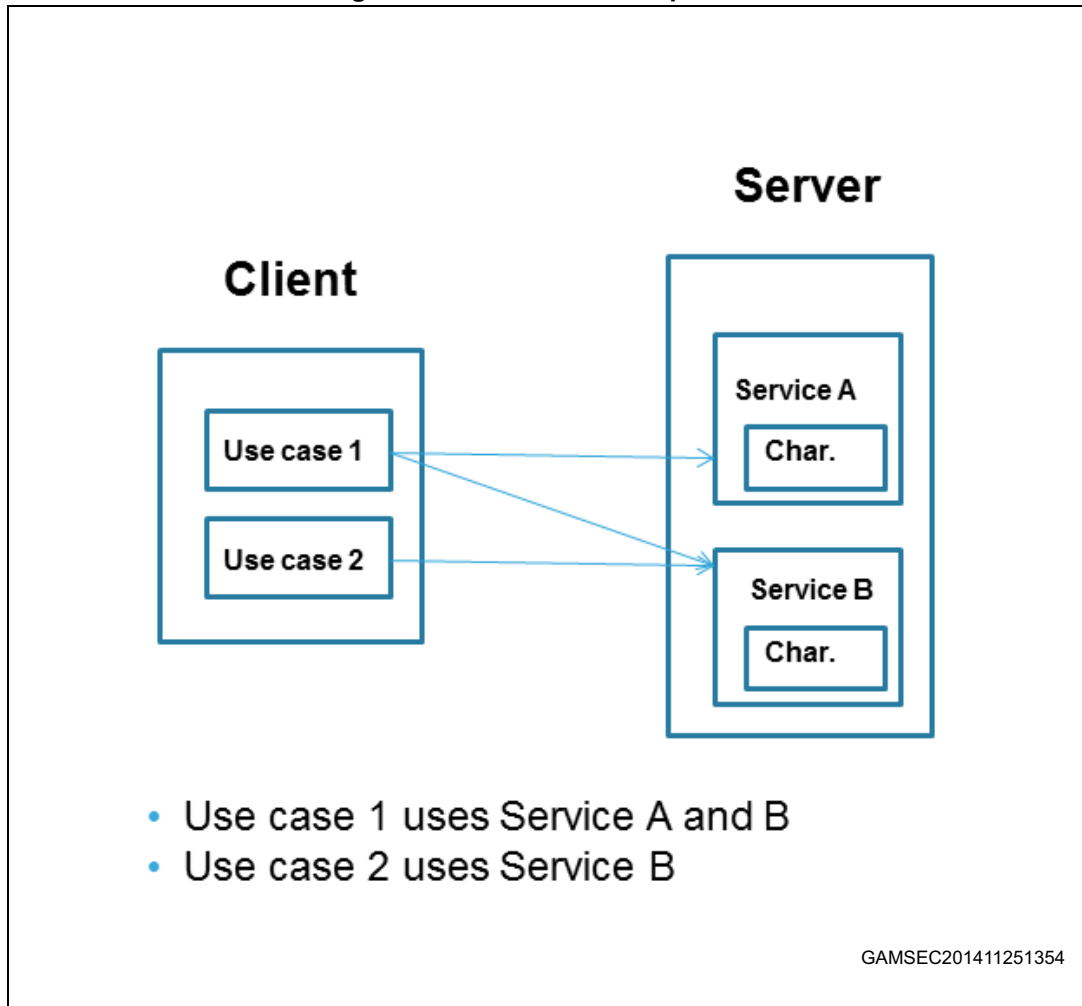 Server
Client
Service A
Char.
Use case 1
Use case 2
Service B
Char.
• Use case 1 uses Service A and B
• Use case 2 uses Service B
GAMSEC201411251354